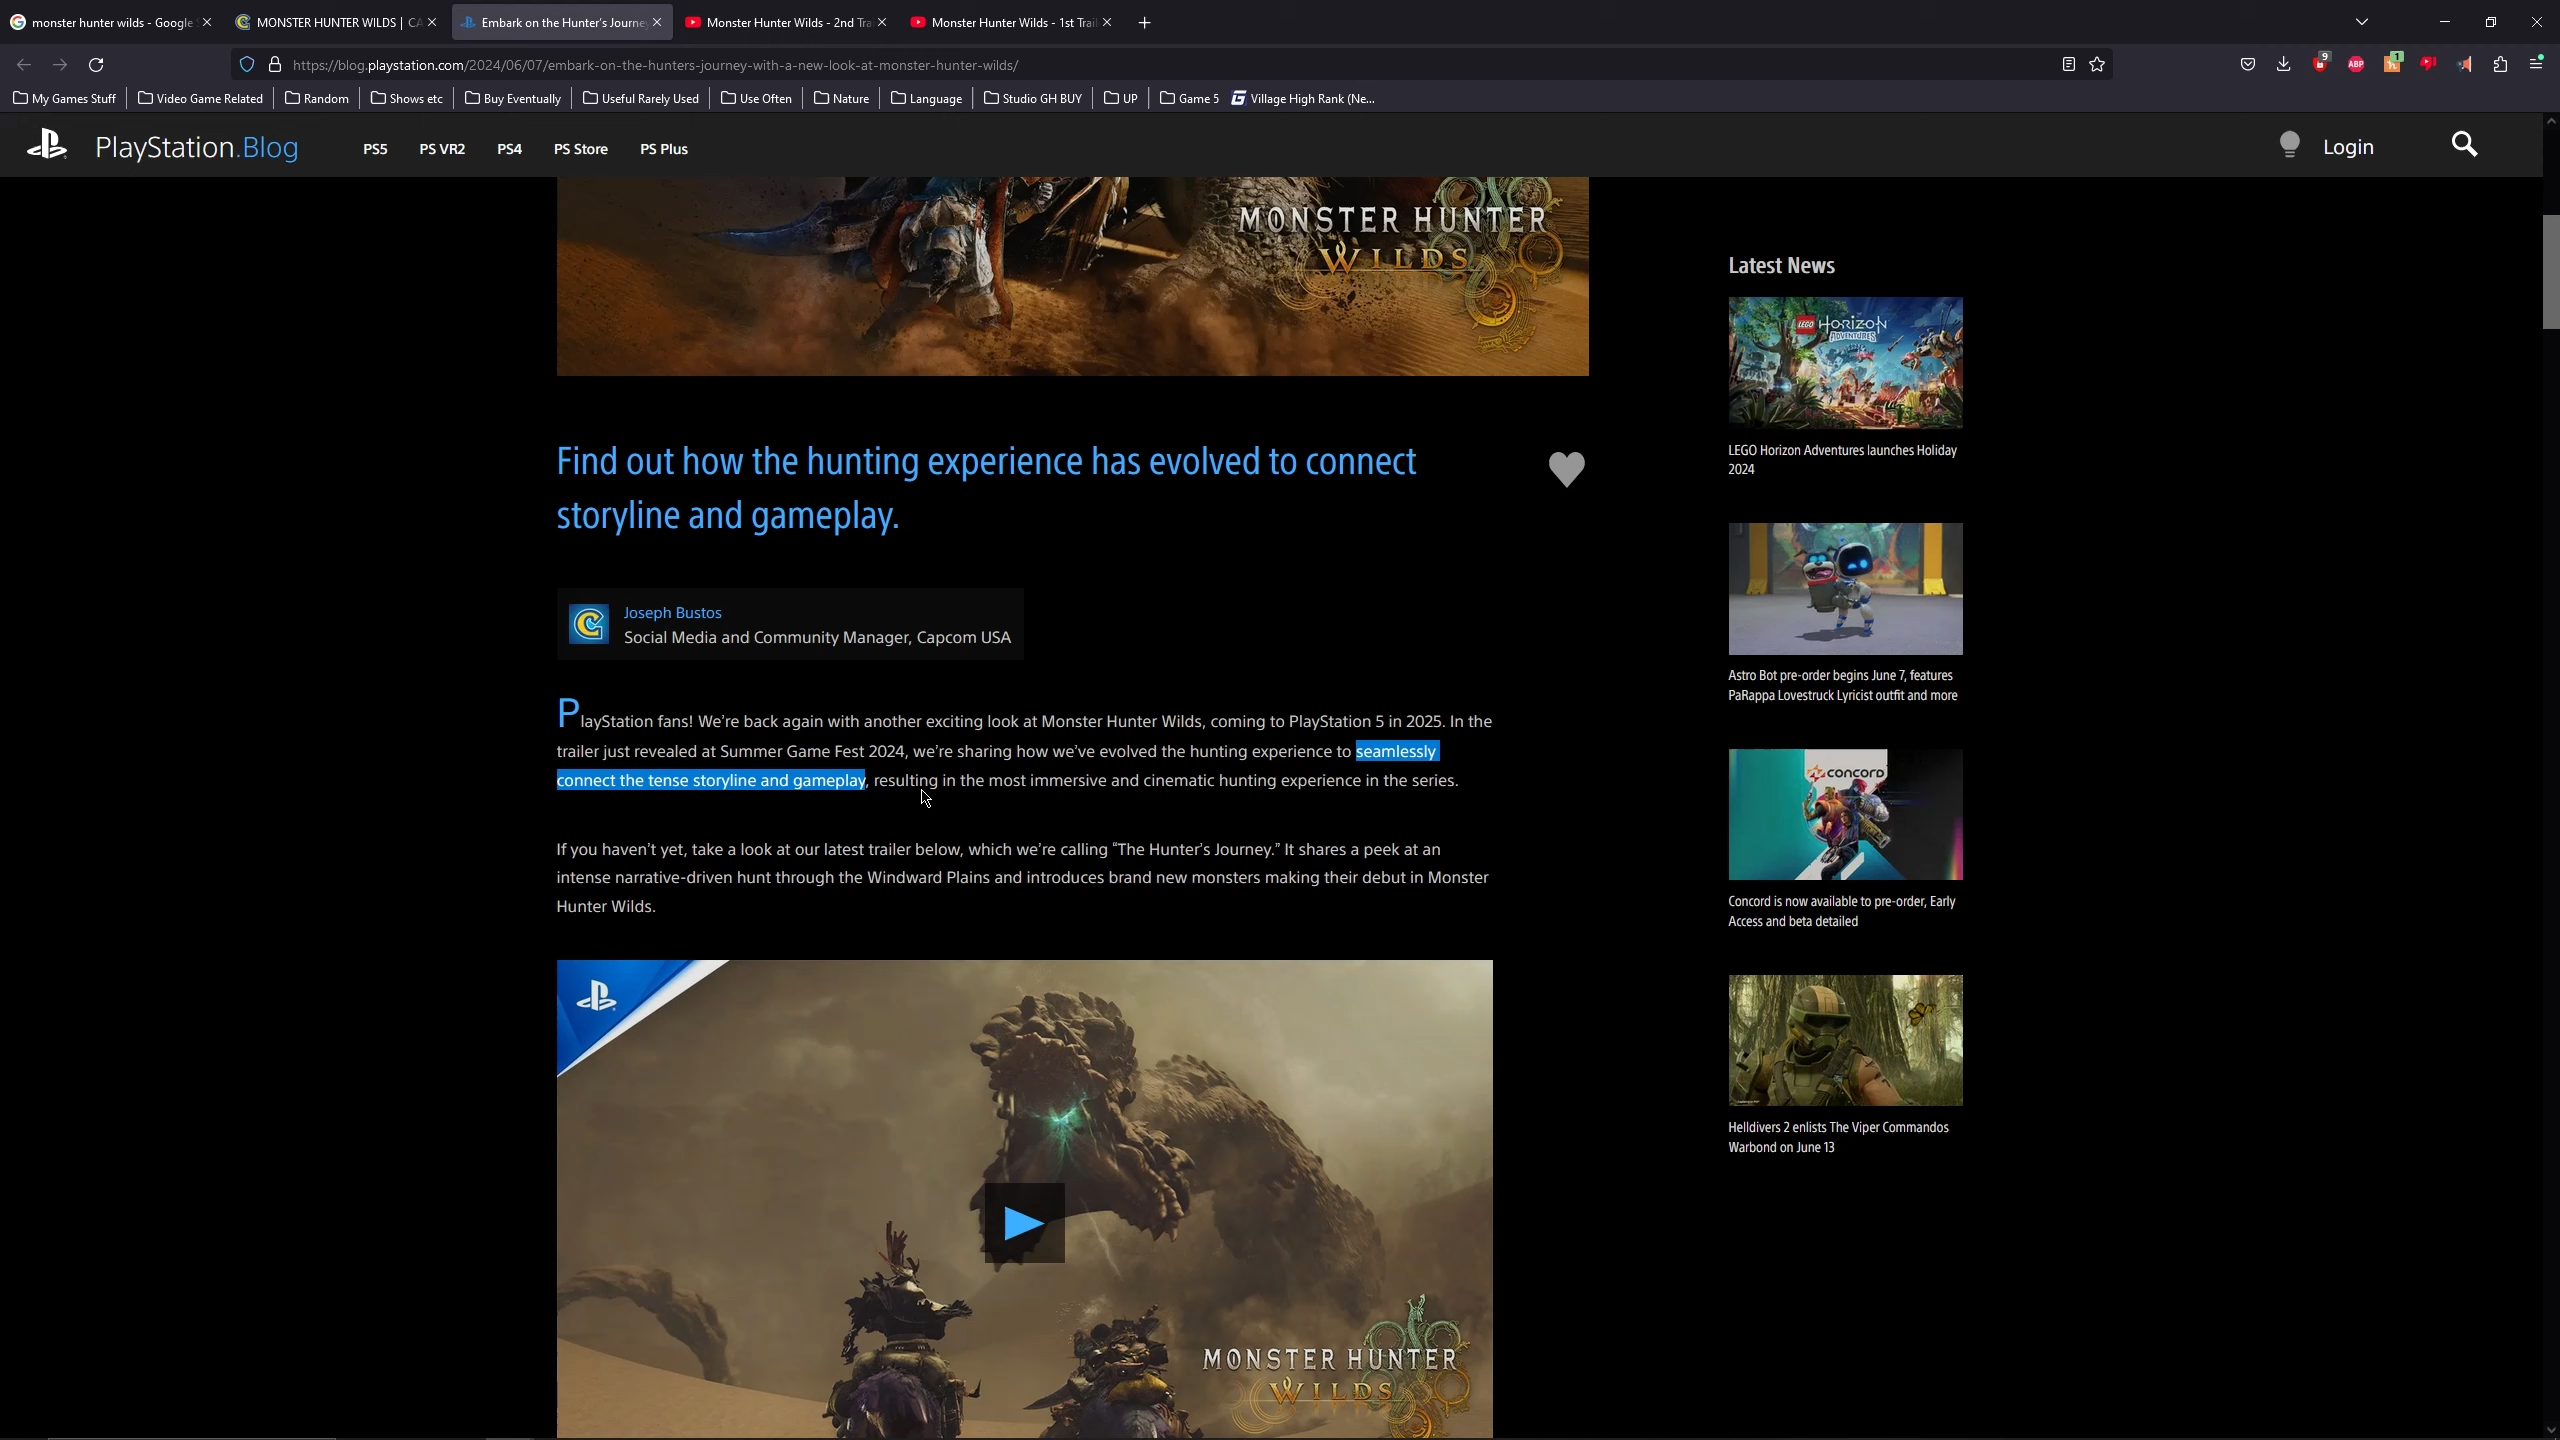 monster hunter wilds - Google
MONSTER HUNTER WILDS | CA
Embark on the Hunter's Journe
Monster Hunter Wilds - 2nd Tra
Monster Hunter Wilds - 1st Trail
https://blog.playstation.com/2024/06/07/embark-on-the-hunters-journey-with-a-new-look-at-monster-hunter-wilds/
9
ABP
1
My Games Stuff
Video Game Related
Random
Shows etc
Buy Eventually
Useful Rarely Used
Use Often
Nature
Language
Studio GH BUY
UP
Game 5
Village High Rank (Ne...
PlayStation.Blog
PS5
PS VR2
PS4
PS Store
PS Plus
Login
MONSTER HUNTER
WILDS
Find out how the hunting experience has evolved to connect
storyline and gameplay.
Joseph Bustos
Social Media and Community Manager, Capcom USA
PlayStation fans! We’re back again with another exciting look at Monster Hunter Wilds, coming to PlayStation 5 in 2025. In the
trailer just revealed at Summer Game Fest 2024, we’re sharing how we’ve evolved the hunting experience to seamlessly
connect the tense storyline and gameplay, resulting in the most immersive and cinematic hunting experience in the series.
If you haven’t yet, take a look at our latest trailer below, which we’re calling “The Hunter’s Journey.” It shares a peek at an
intense narrative-driven hunt through the Windward Plains and introduces brand new monsters making their debut in Monster
Hunter Wilds.
MONSTER HUNTER
WILDS
Latest News
LEGO
HORIZON
ADVENTURES
LEGO Horizon Adventures launches Holiday
2024
Astro Bot pre-order begins June 7, features
PaRappa Lovestruck Lyricist outfit and more
CONCORD
Concord is now available to pre-order, Early
Access and beta detailed
Helldivers 2 enlists The Viper Commandos
Warbond on June 13